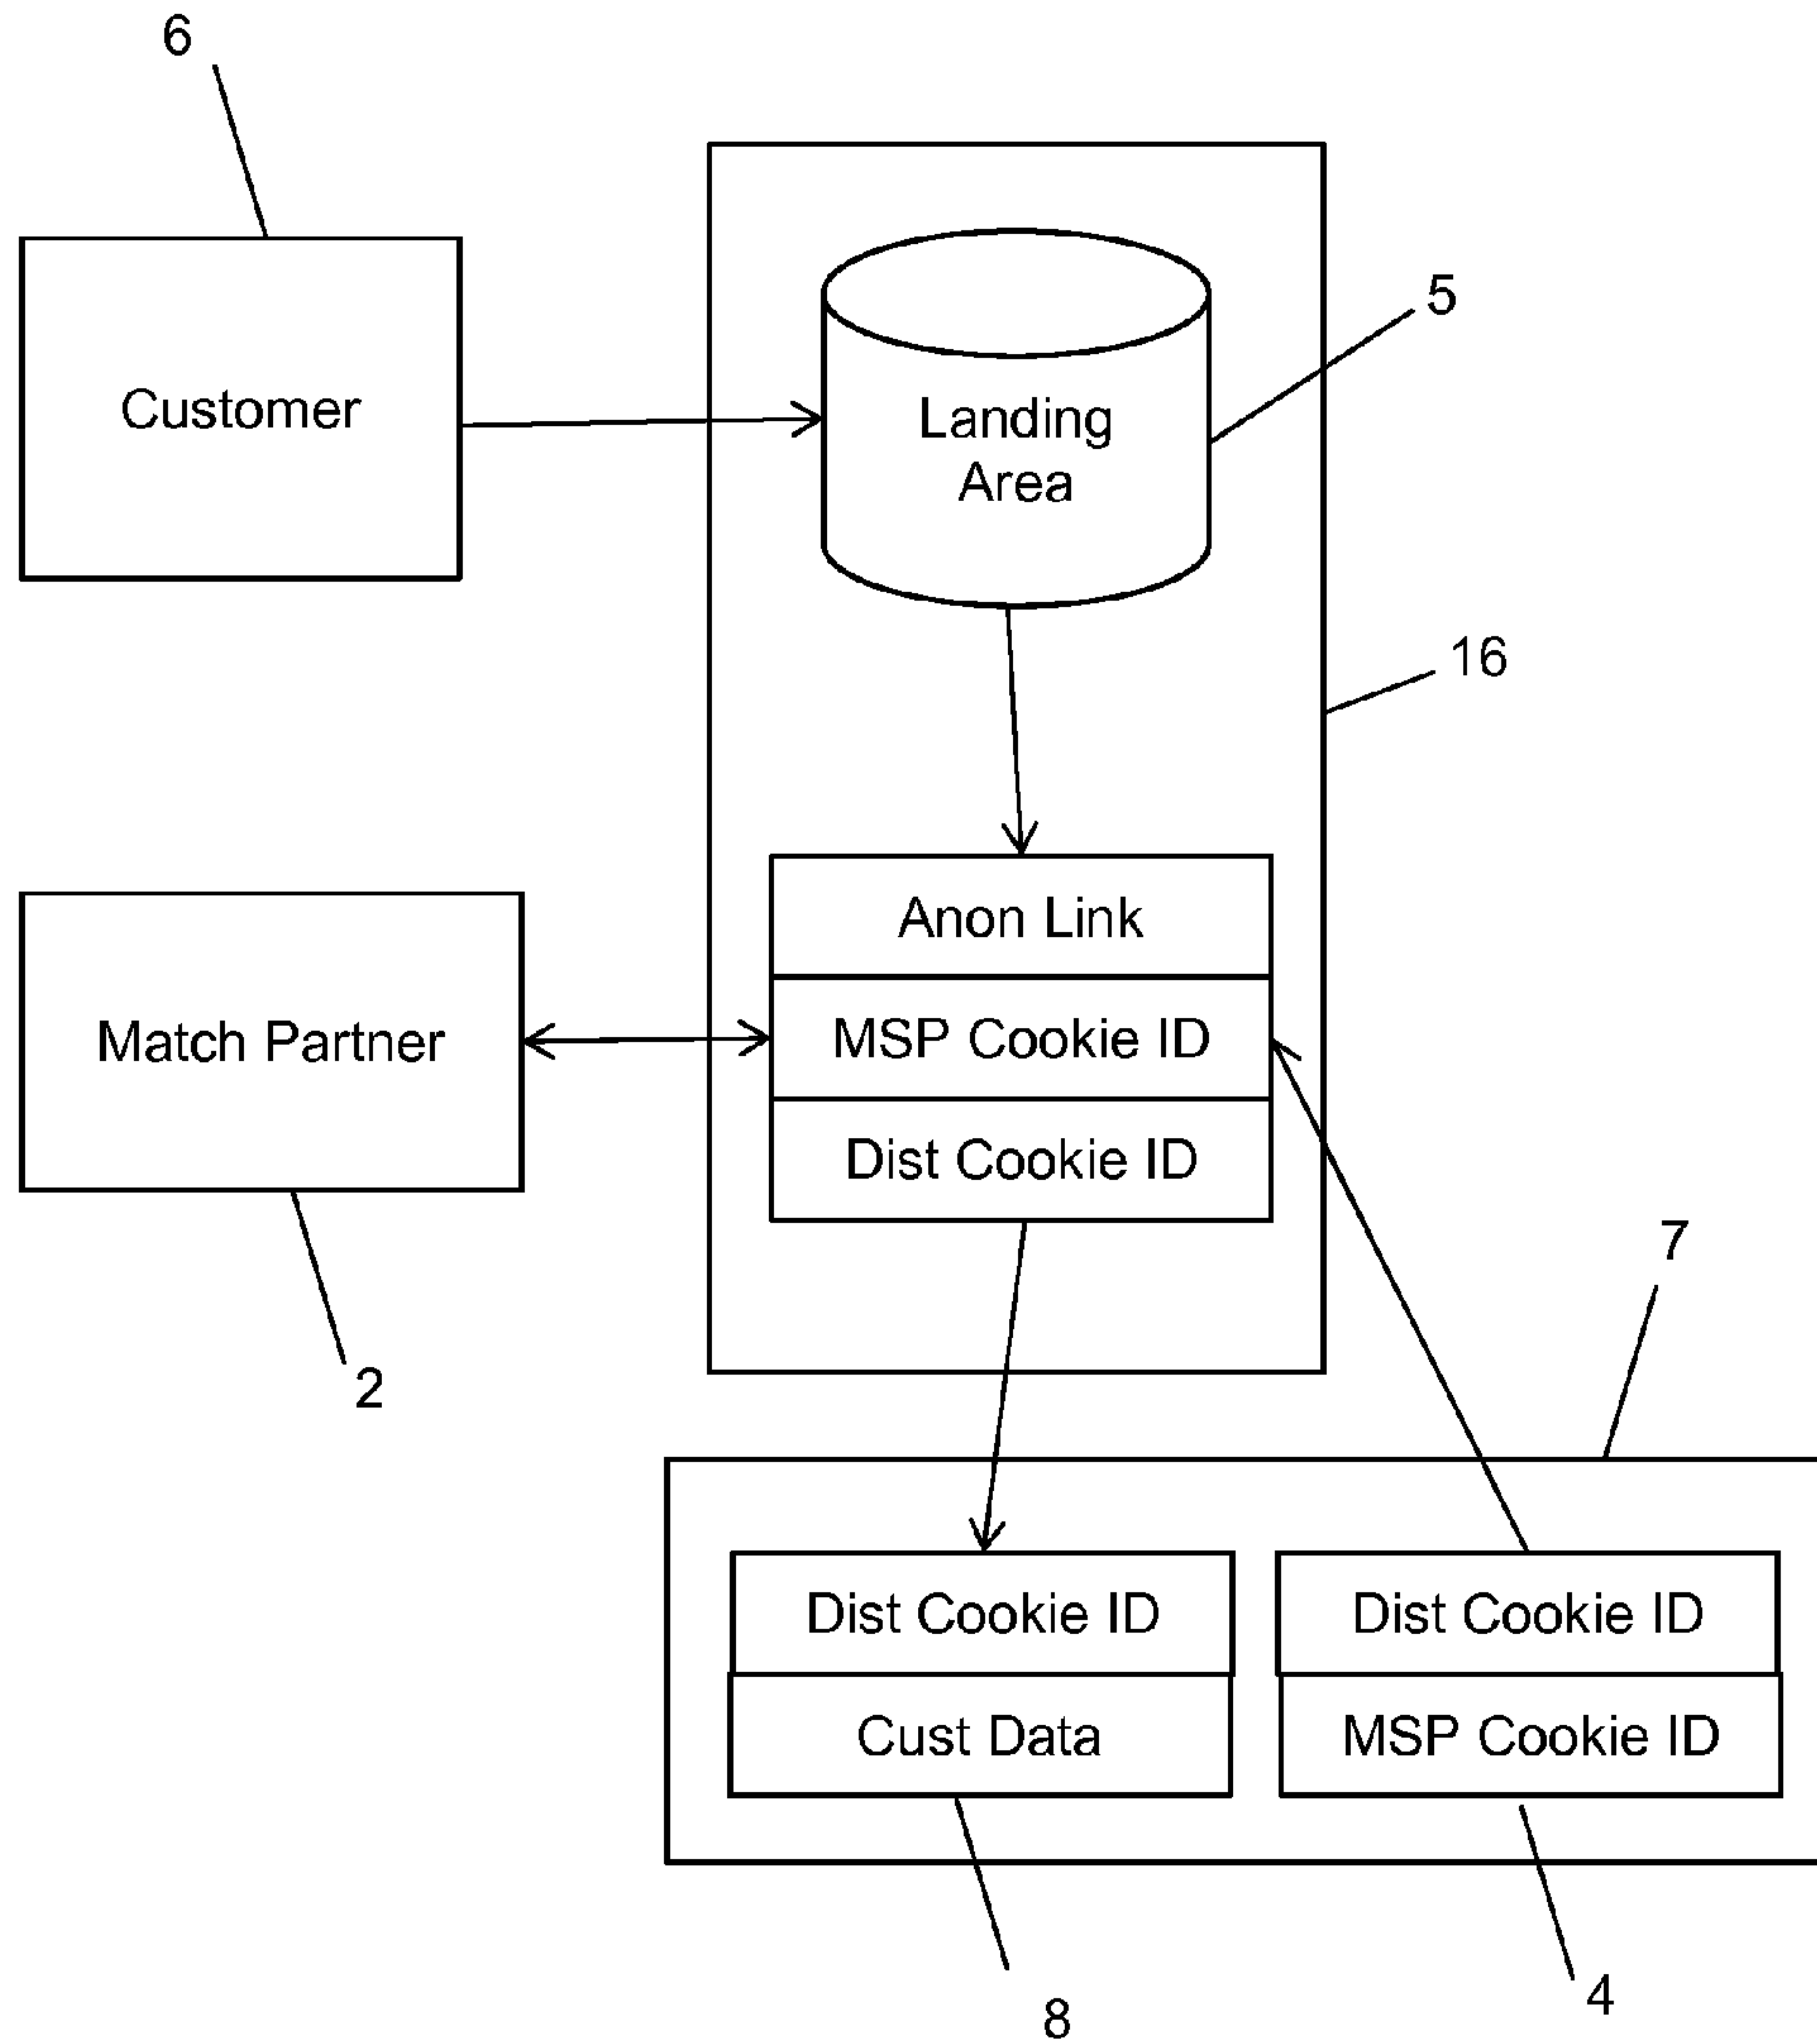 6
5
Customer
Landing
Area
16
Anon Link
Match Partner
MSP Cookie ID
Dist Cookie ID
7
2
Dist Cookie ID
Dist Cookie ID
Cust Data
MSP Cookie ID
4
8